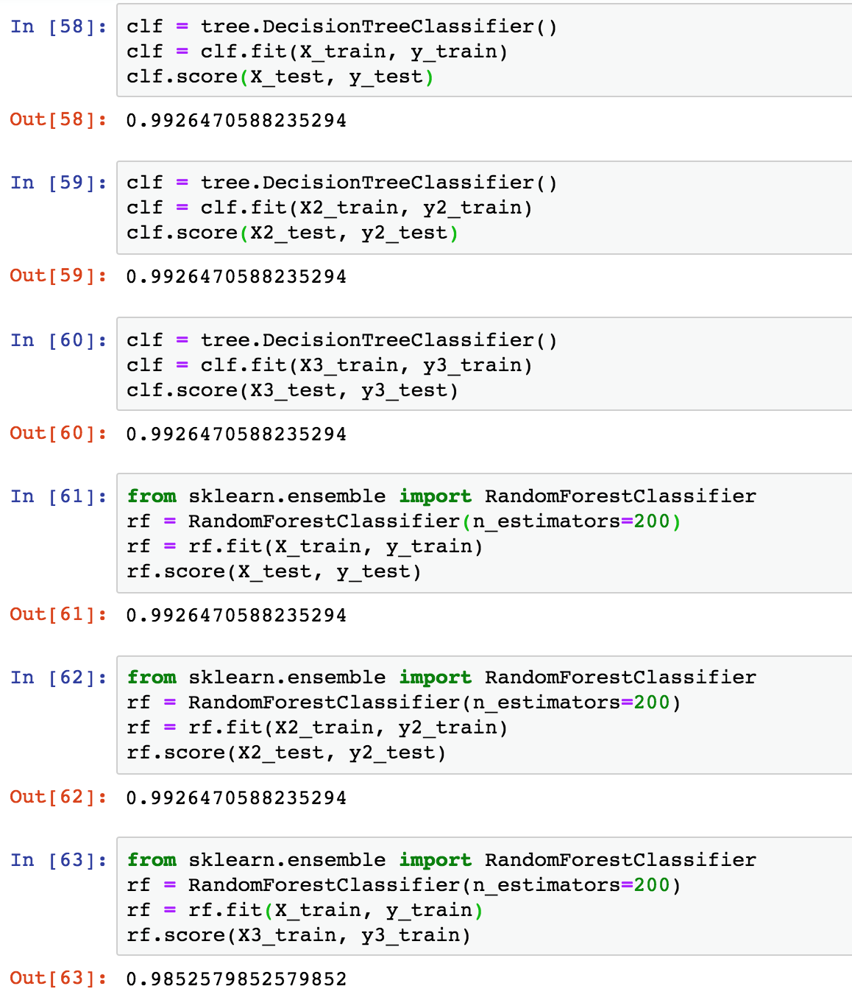 In [58]: clf = tree.DecisionTreeClassifier()
clf = clf.fit(X_train, y_train)
clf.score(X_test, y_test)
Out[58]: 0.9926470588235294
In [59]: clf = tree.DecisionTreeClassifier()
clf = clf.fit(X2_train, y2_train)
clf.score(X2_test, y2_test)
Out[59]: 0.9926470588235294
In [60]: clf = tree.DecisionTreeClassifier()
clf = clf.fit(X3_train, y3_train)
clf.score(X3_test, y3_test)
Out[60]: 0.9926470588235294
In [61]: from sklearn.ensemble import RandomForestClassifier
rf = RandomForestClassifier(n_estimators=200)
rf = rf.fit(X_train, y_train)
rf.score(X_test, y_test)
Out[61]: 0.9926470588235294
In [62]: from sklearn.ensemble import RandomForestClassifier
rf = RandomForestClassifier(n_estimators=200)
rf = rf.fit(X2_train, y2_train)
rf.score(X2_test, y2_test)
Out[62]: 0.9926470588235294
In [63]: from sklearn.ensemble import RandomForestClassifier
rf = RandomForestClassifier(n_estimators=200)
rf = rf.fit(X_train, y_train)
rf.score(X3_train, y3_train)
Out[63]: 0.9852579852579852